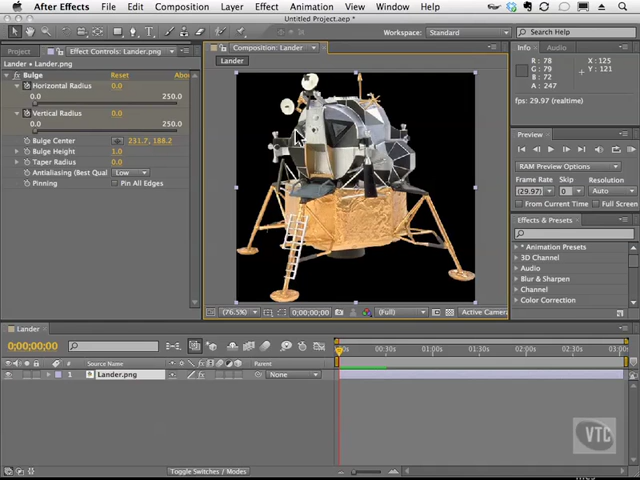 After Effects File Edit Composition Layer Effect Animation View Window Help
Untitled Project.aep *
Workspace: Standard Search Help
Project Effect Controls: Lander.png
Composition: Lander
Info Audio
Lander • Lander.png
Lander
R: 78
G: 79
B: 72
A: 247
X: 125
Y: 121
fps: 29.97 (realtime)
Bulge Reset Abou
Horizontal Radius 0.0
0.0 250.0
Vertical Radius 0.0
0.0 250.0
Bulge Center 231.7, 188.2
Bulge Height 1.0
Taper Radius 0.0
Antialiasing (Best Qual Low
Pinning Pin All Edges
Preview
RAM Preview Options
Frame Rate Skip Resolution
(29.97) 0 Auto
From Current Time Full Screen
Effects & Presets
* Animation Presets
3D Channel
Audio
Blur & Sharpen
Channel
Color Correction
(76.5%) 0;00;00;00 (Full) Active Camera
Lander
0;00;00;00
00:30s 01:00s 01:30s 02:00s 02:30s 03:00
# Source Name Parent
1 Lander.png None
VTC
Toggle Switches / Modes